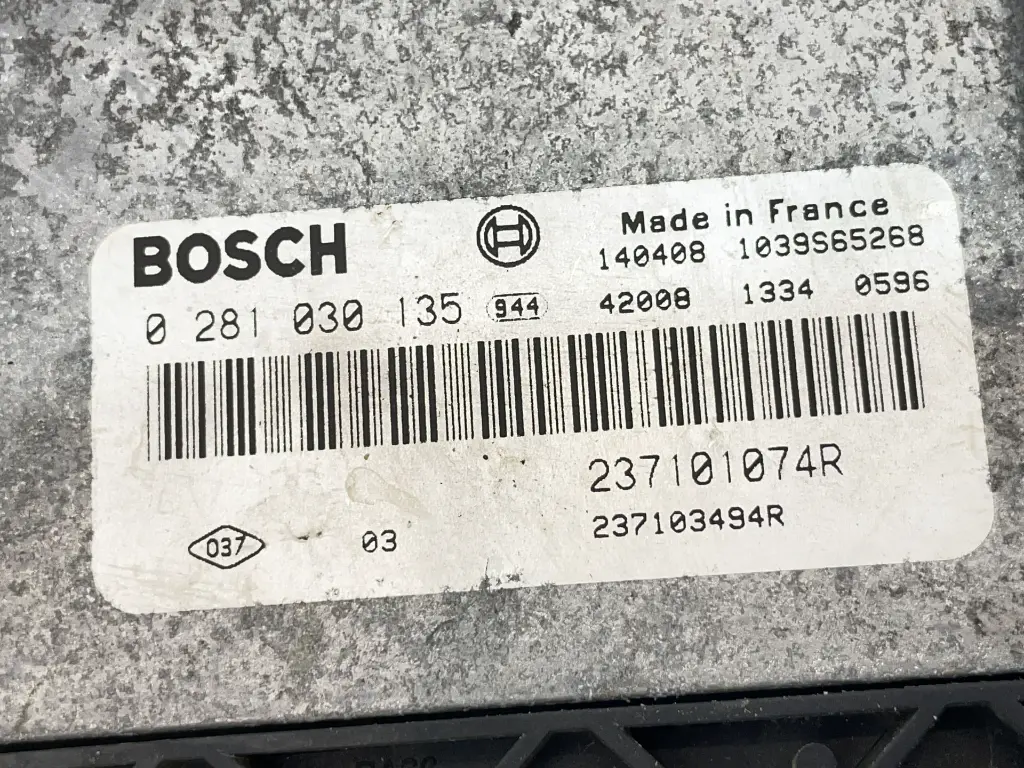 BOSCH
Made in France
140408 1039S65268
0 281 030 135 944 42008 1334 0596
237101074R
237103494R
037 03